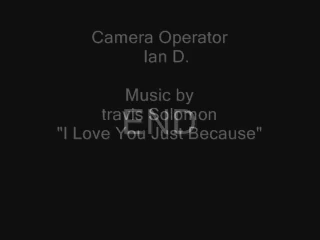 Camera Operator
Ian D.
Music by
travis Solomon
END
"I Love You Just Because"